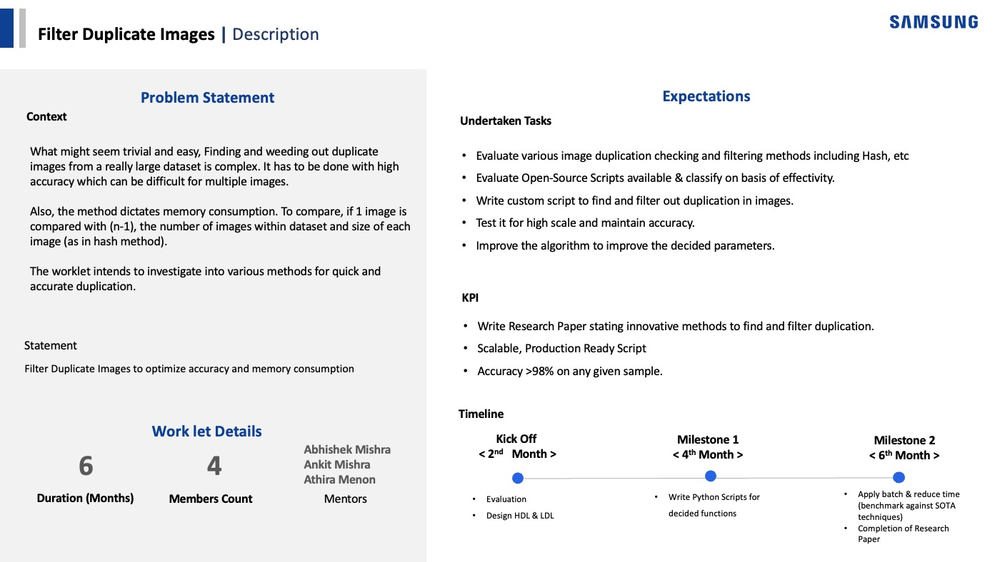 Filter Duplicate Images | Description
SAMSUNG
Problem Statement
Context
What might seem trivial and easy, Finding and weeding out duplicate
images from a really large dataset is complex. It has to be done with high
accuracy which can be difficult for multiple images.
Also, the method dictates memory consumption. To compare, if 1 image is
compared with (n-1), the number of images within dataset and size of each
image (as in hash method).
The worklet intends to investigate into various methods for quick and
accurate duplication.
Statement
Filter Duplicate Images to optimize accuracy and memory consumption
Work let Details
6
Duration (Months)
4
Members Count
Abhishek Mishra
Ankit Mishra
Athira Menon
Mentors
Expectations
Undertaken Tasks
• Evaluate various image duplication checking and filtering methods including Hash, etc
• Evaluate Open-Source Scripts available & classify on basis of effectivity.
• Write custom script to find and filter out duplication in images.
• Test it for high scale and maintain accuracy.
• Improve the algorithm to improve the decided parameters.
KPI
• Write Research Paper stating innovative methods to find and filter duplication.
• Scalable, Production Ready Script
• Accuracy >98% on any given sample.
Timeline
Kick Off
< 2nd Month >
• Evaluation
• Design HDL & LDL
Milestone 1
< 4th Month >
• Write Python Scripts for
decided functions
Milestone 2
< 6th Month >
• Apply batch & reduce time
(benchmark against SOTA
techniques)
• Completion of Research
Paper